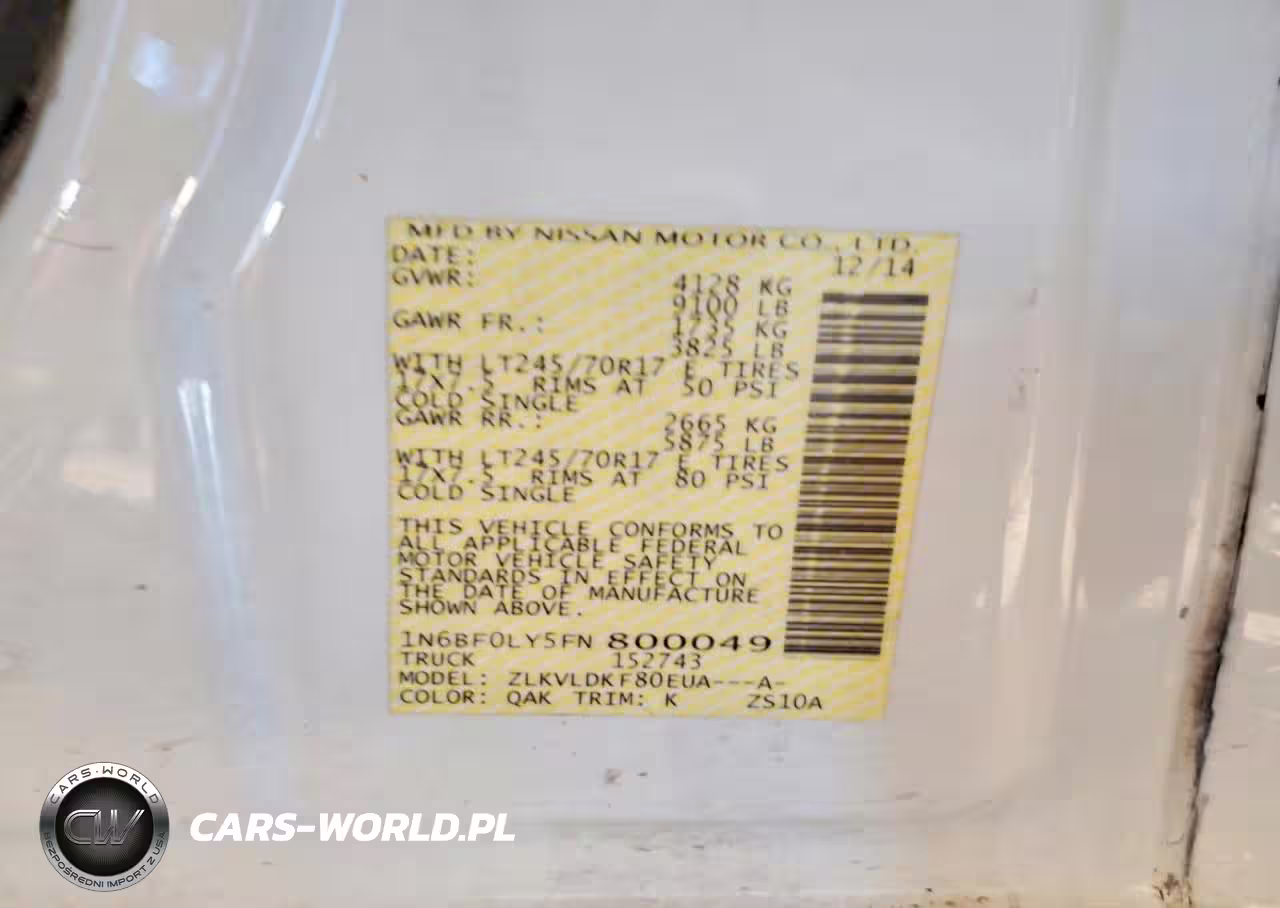 MFD BY NISSAN MOTOR CO., LTD.
DATE: 12/14
GVWR: 4128 KG
9100 LB
GAWR FR.: 1735 KG
3825 LB
WITH LT245/70R17 E TIRES
17X7.5 RIMS AT 50 PSI
COLD SINGLE
GAWR RR.: 2665 KG
5875 LB
WITH LT245/70R17 E TIRES
17X7.5 RIMS AT 80 PSI
COLD SINGLE
THIS VEHICLE CONFORMS TO
ALL APPLICABLE FEDERAL
MOTOR VEHICLE SAFETY
STANDARDS IN EFFECT ON
THE DATE OF MANUFACTURE
SHOWN ABOVE.
1N6BF0LY5FN 800049
TRUCK 152743
MODEL: ZLKVLDKF80EUA---A-
COLOR: QAK TRIM: K ZS10A
CARS-WORLD
CW
BEZPOŚREDNI IMPORT Z USA
CARS-WORLD.PL